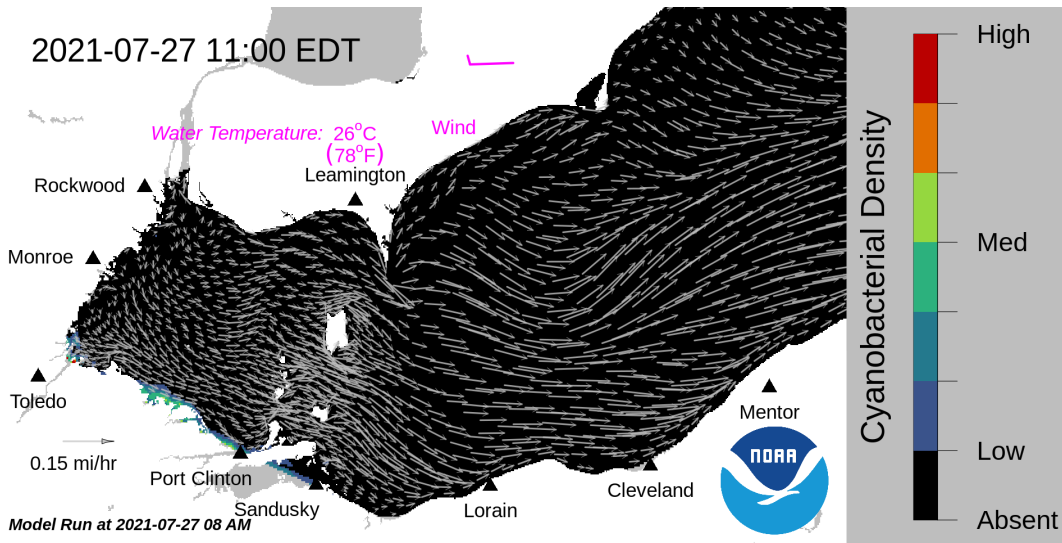 2021-07-27 11:00 EDT
Water Temperature: 26°C
(78°F)
Wind
Leamington
Rockwood
Monroe
Toledo
0.15 mi/hr
Port Clinton
Sandusky
Lorain
Cleveland
Mentor
NOAA
Model Run at 2021-07-27 08 AM
Cyanobacterial Density
High
Med
Low
Absent